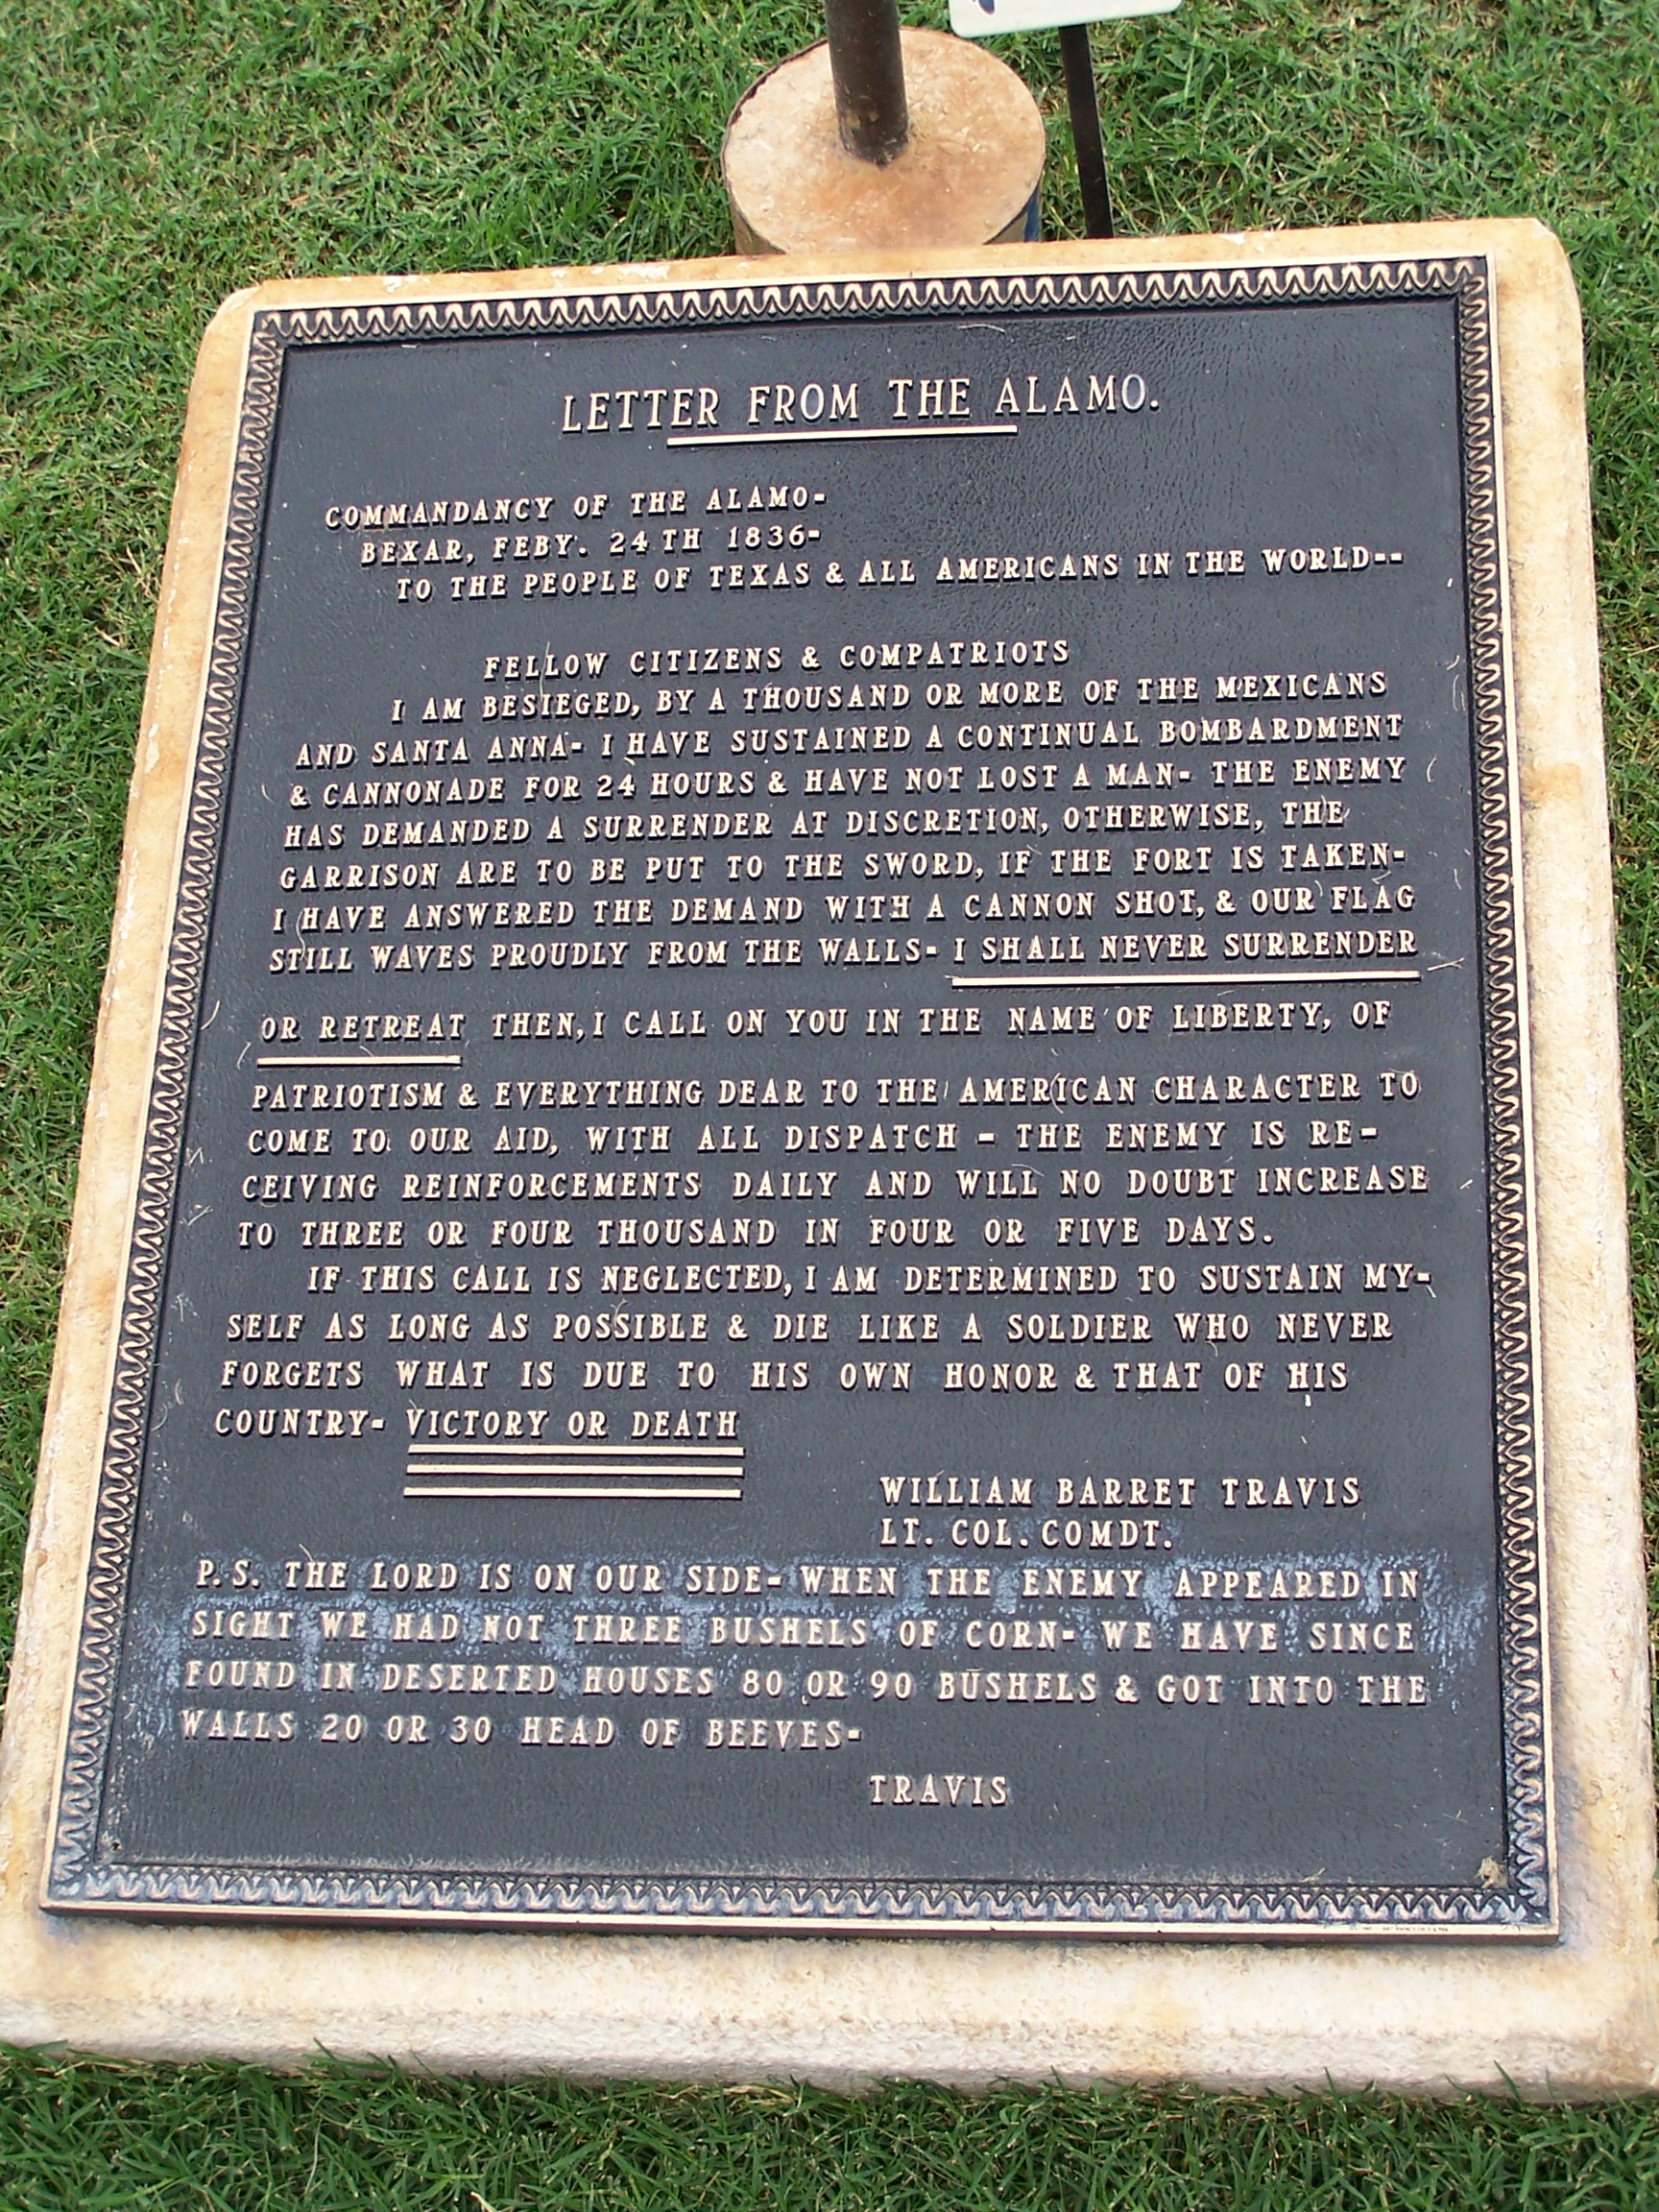 LETTER FROM THE ALAMO.
COMMANDANCY OF THE ALAMO-
BEXAR, FEBY. 24TH 1836-
TO THE PEOPLE OF TEXAS & ALL AMERICANS IN THE WORLD--
FELLOW CITIZENS & COMPATRIOTS
I AM BESIEGED, BY A THOUSAND OR MORE OF THE MEXICANS
AND SANTA ANNA- I HAVE SUSTAINED A CONTINUAL BOMBARDMENT
& CANNONADE FOR 24 HOURS & HAVE NOT LOST A MAN- THE ENEMY
HAS DEMANDED A SURRENDER AT DISCRETION, OTHERWISE, THE
GARRISON ARE TO BE PUT TO THE SWORD, IF THE FORT IS TAKEN-
I HAVE ANSWERED THE DEMAND WITH A CANNON SHOT, & OUR FLAG
STILL WAVES PROUDLY FROM THE WALLS- I SHALL NEVER SURRENDER
OR RETREAT THEN, I CALL ON YOU IN THE NAME OF LIBERTY, OF
PATRIOTISM & EVERYTHING DEAR TO THE AMERICAN CHARACTER TO
COME TO OUR AID, WITH ALL DISPATCH - THE ENEMY IS RE-
CEIVING REINFORCEMENTS DAILY AND WILL NO DOUBT INCREASE
TO THREE OR FOUR THOUSAND IN FOUR OR FIVE DAYS.
IF THIS CALL IS NEGLECTED, I AM DETERMINED TO SUSTAIN MY-
SELF AS LONG AS POSSIBLE & DIE LIKE A SOLDIER WHO NEVER
FORGETS WHAT IS DUE TO HIS OWN HONOR & THAT OF HIS
COUNTRY- VICTORY OR DEATH
WILLIAM BARRET TRAVIS
LT. COL. COMDT.
P.S. THE LORD IS ON OUR SIDE- WHEN THE ENEMY APPEARED IN
SIGHT WE HAD NOT THREE BUSHELS OF CORN- WE HAVE SINCE
FOUND IN DESERTED HOUSES 80 OR 90 BUSHELS & GOT INTO THE
WALLS 20 OR 30 HEAD OF BEEVES-
TRAVIS